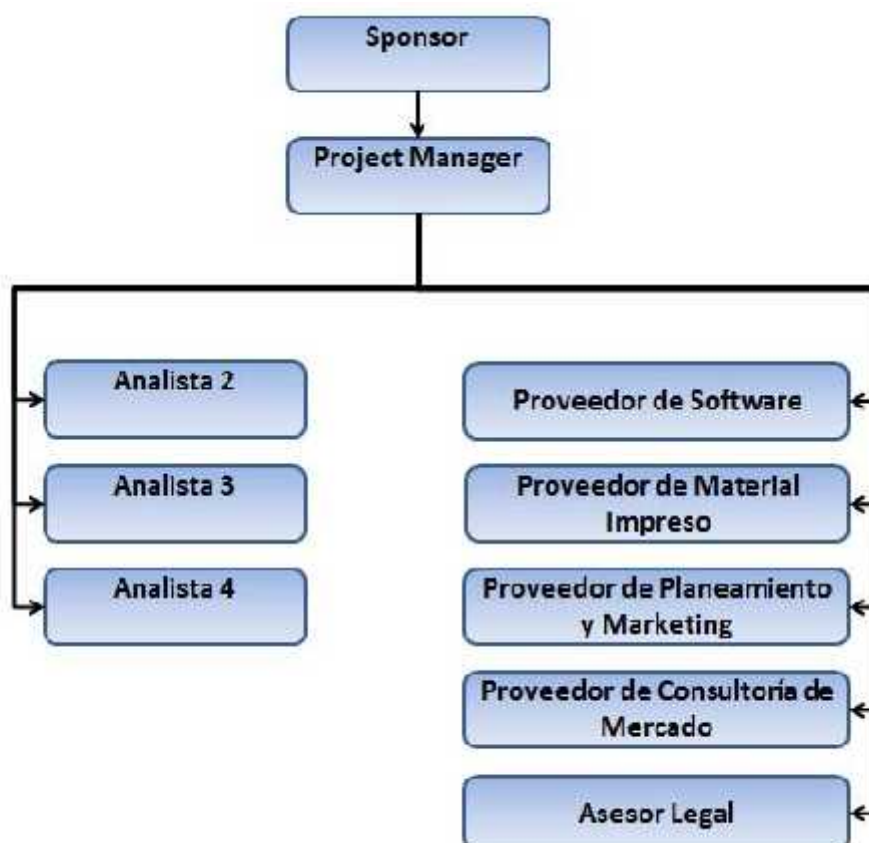 Sponsor
Project Manager
Analista 2
Analista 3
Analista 4
Proveedor de Software
Proveedor de Material
Impreso
Proveedor de Planeamiento
y Marketing
Proveedor de Consultoría de
Mercado
Asesor Legal